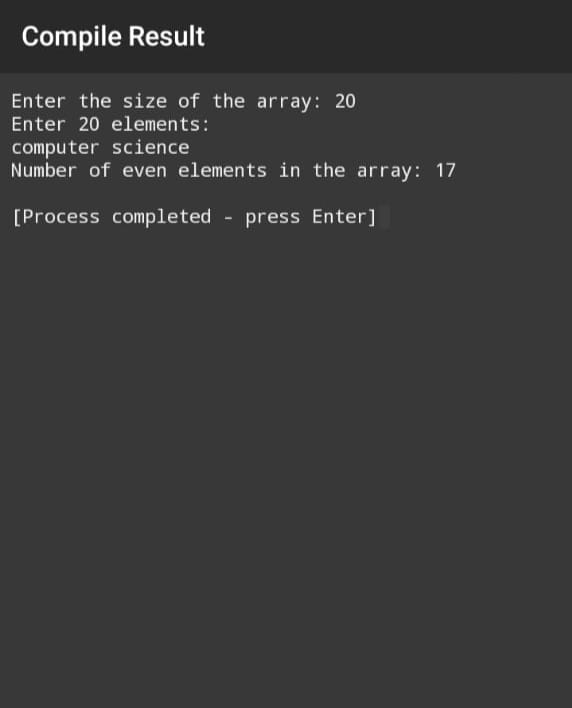 Compile Result
Enter the size of the array: 20
Enter 20 elements:
computer science
Number of even elements in the array: 17
[Process completed - press Enter]